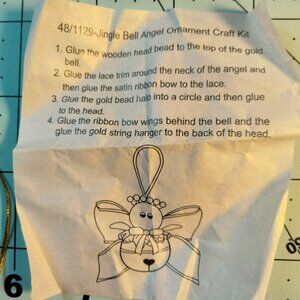 48/1129-Jingle Bell Angel Ornament Craft Kit
1. Glue the wooden head bead to the top of the gold
bell.
2. Glue the lace trim around the neck of the angel and
then glue the satin ribbon bow to the lace.
3. Glue the gold bead halo into a circle and then glue
to the head.
4. Glue the ribbon bow wings behind the bell and the
glue the gold string hanger to the back of the head.
6